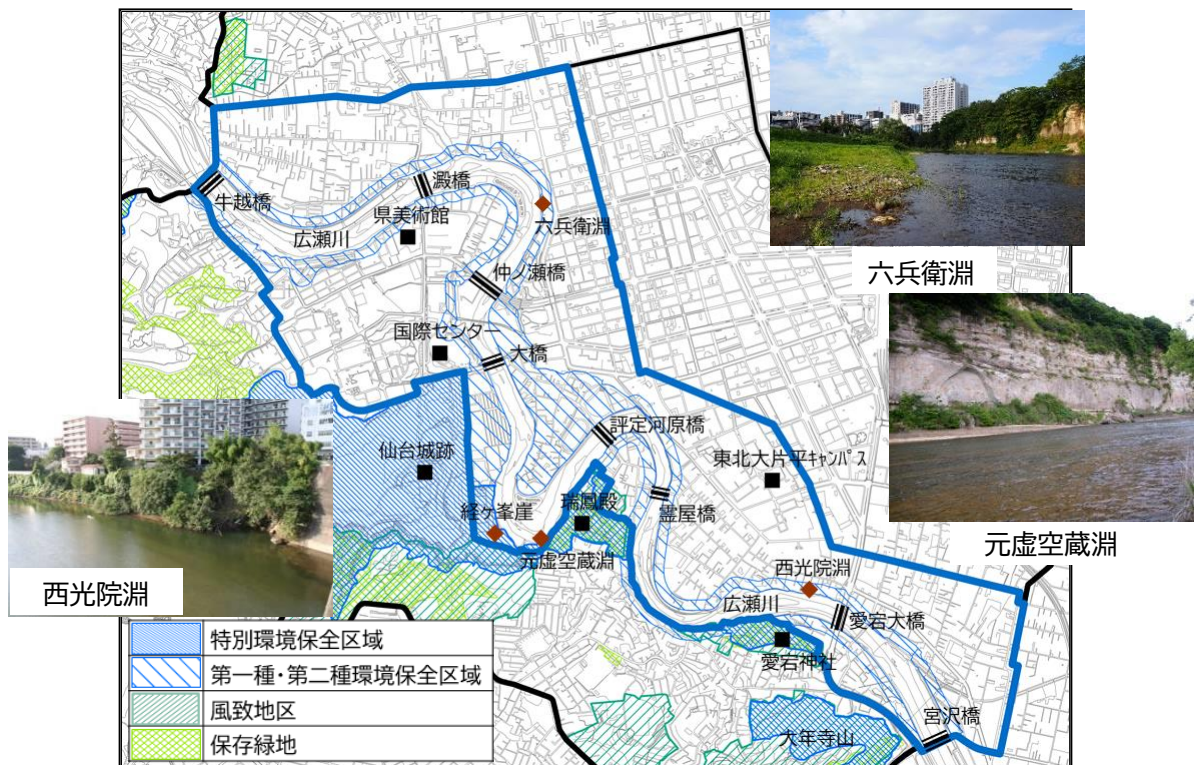 澱橋
牛越橋
県美術館
六兵衛淵
広瀬川
仲ノ瀬橋
六兵衛淵
国際センター
大橋
評定河原橋
仙台城跡
東北大片平キャンパス
瑞鳳殿
経ヶ峯崖
霊屋橋
元虚空蔵淵
元虚空蔵淵
西光院淵
西光院淵
広瀬川
愛宕大橋
愛宕神社
特別環境保全区域
第一種・第二種環境保全区域
風致地区
保存緑地
宮沢橋
大年寺山